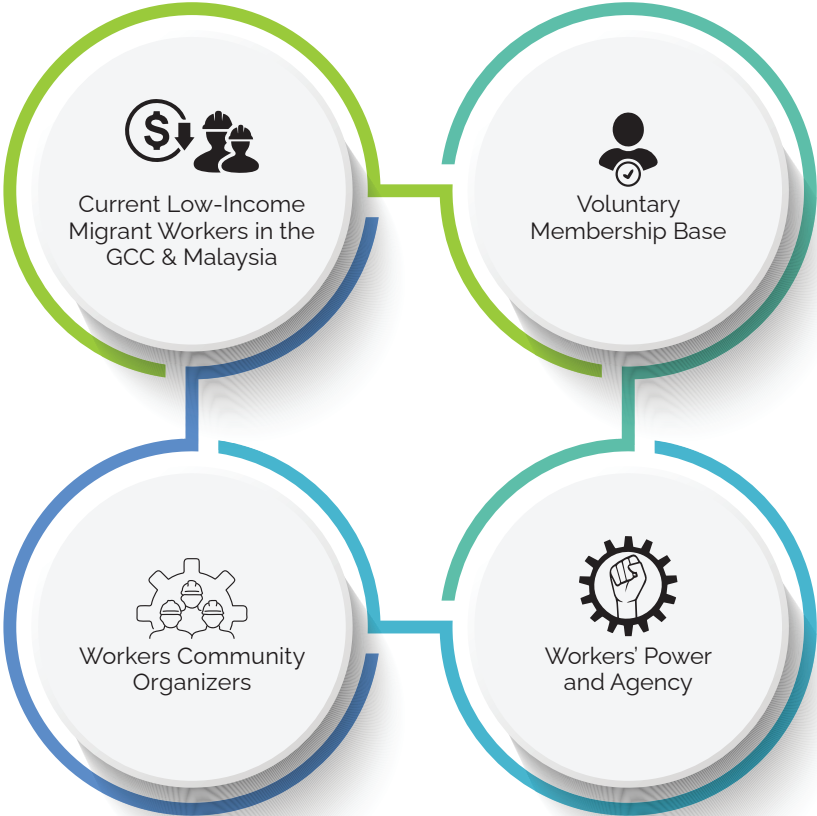 Current Low-Income
Migrant Workers in the
GCC & Malaysia
Voluntary
Membership Base
Workers Community
Organizers
Workers’ Power
and Agency